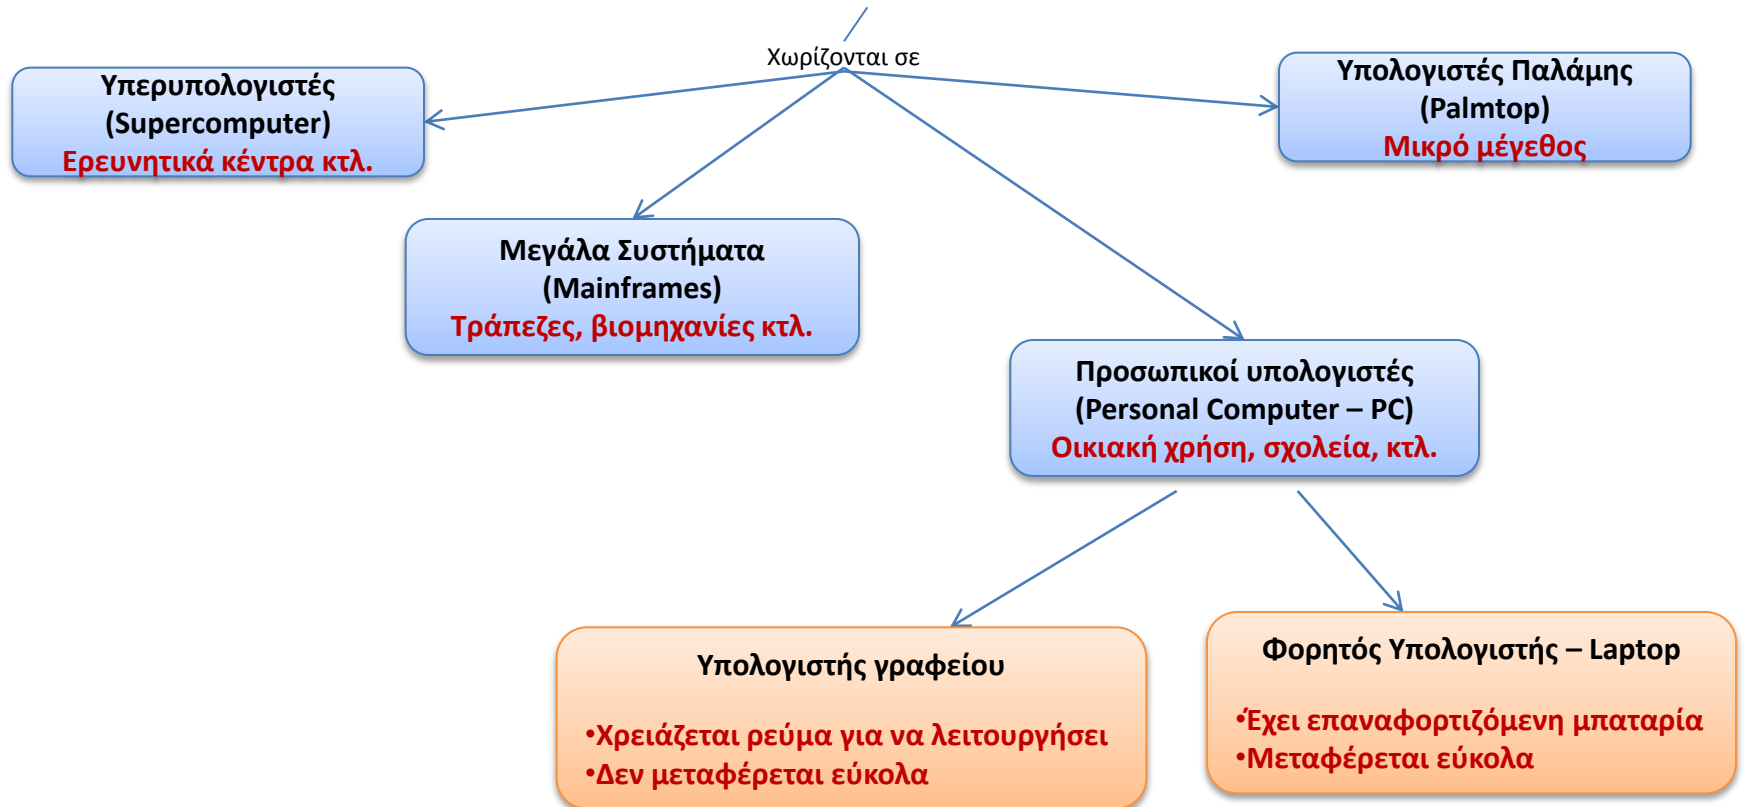 Χωρίζονται σε
Υπερυπολογιστές
(Supercomputer)
Ερευνητικά κέντρα κτλ.
Υπολογιστές Παλάμης
(Palmtop)
Μικρό μέγεθος
Μεγάλα Συστήματα
(Mainframes)
Τράπεζες, βιομηχανίες κτλ.
Προσωπικοί υπολογιστές
(Personal Computer – PC)
Οικιακή χρήση, σχολεία, κτλ.
Υπολογιστής γραφείου
•Χρειάζεται ρεύμα για να λειτουργήσει
•Δεν μεταφέρεται εύκολα
Φορητός Υπολογιστής – Laptop
•Έχει επαναφορτιζόμενη μπαταρία
•Μεταφέρεται εύκολα